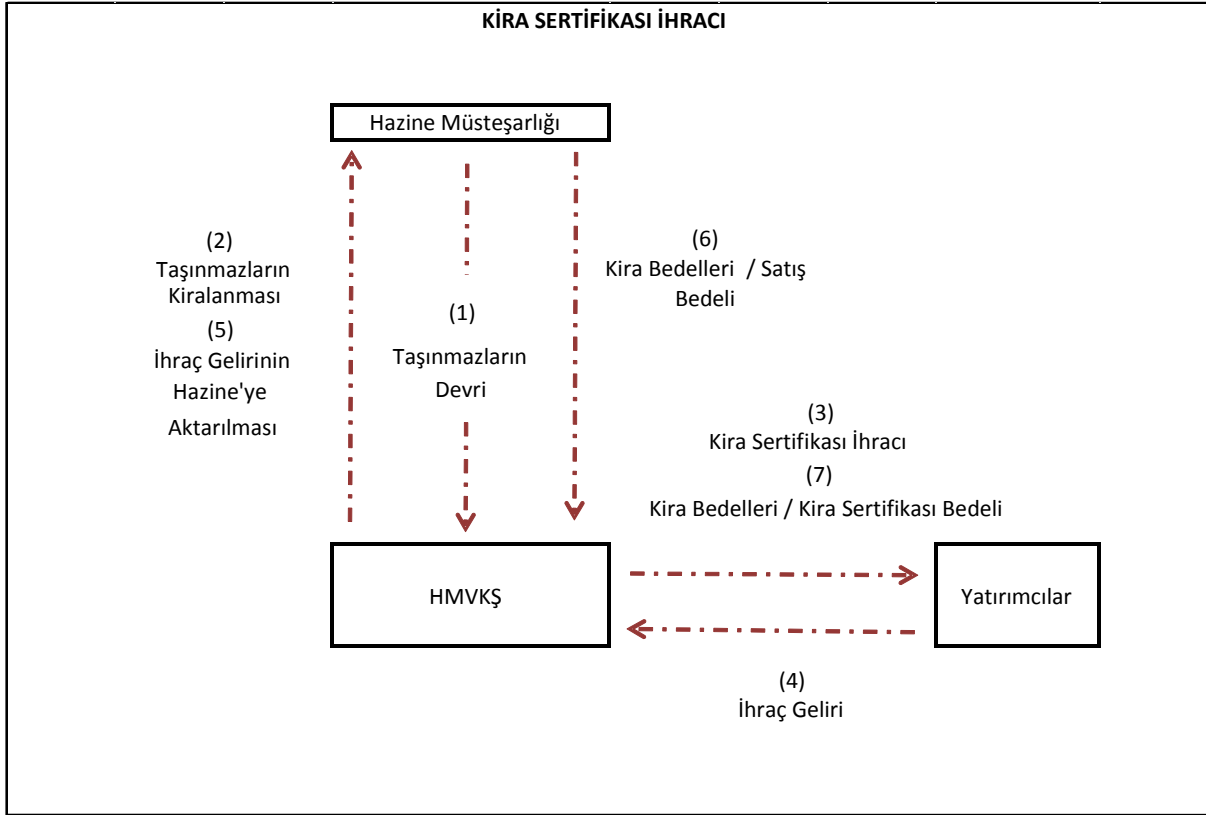 KİRA SERTİFİKASI İHRACI
Hazine Müsteşarlığı
(2)
Taşınmazların
Kiralanması
(5)
İhraç Gelirinin
Hazine'ye
Aktarılması
(1)
Taşınmazların
Devri
(6)
Kira Bedelleri / Satış
Bedeli
(3)
Kira Sertifikası İhracı
(7)
Kira Bedelleri / Kira Sertifikası Bedeli
HMVKŞ
Yatırımcılar
(4)
İhraç Geliri